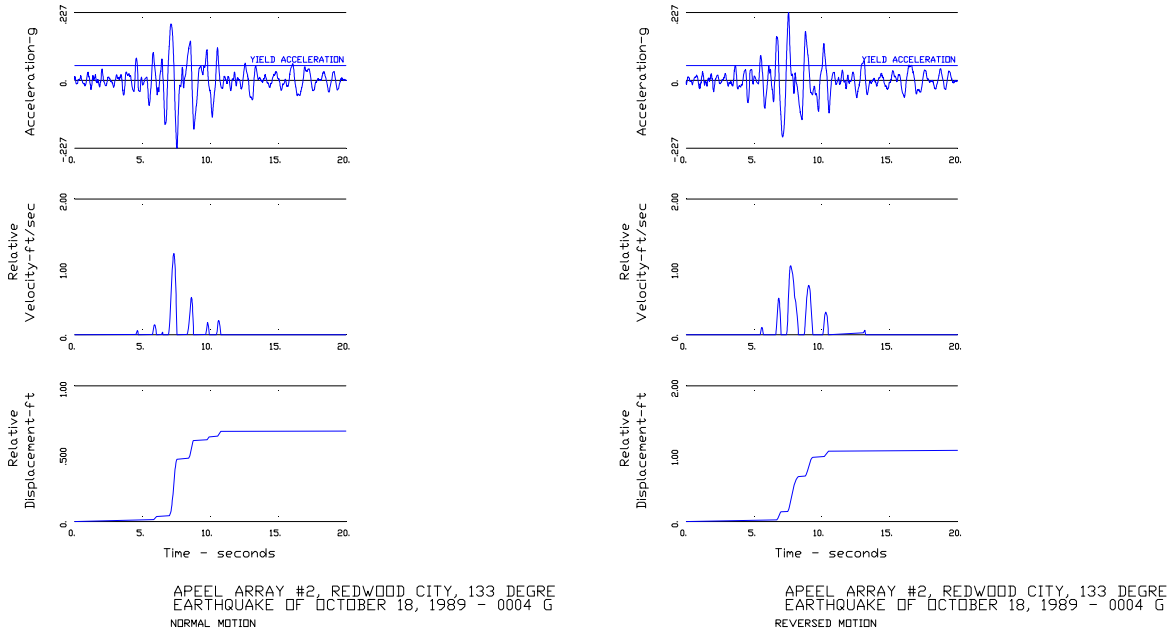 .227
Acceleration-g
YIELD ACCELERATION
0.
-.227
0. 5. 10. 15. 20.
2.00
Relative
Velocity-ft/sec
1.00
0.
0. 5. 10. 15. 20.
1.00
Relative
Displacement-ft
.500
0.
0. 5. 10. 15. 20.
Time - seconds
APEEL ARRAY #2, REDWOOD CITY, 133 DEGRE
EARTHQUAKE OF OCTOBER 18, 1989 - 0004 G
NORMAL MOTION
.227
Acceleration-g
YIELD ACCELERATION
0.
-.227
0. 5. 10. 15. 20.
2.00
Relative
Velocity-ft/sec
1.00
0.
0. 5. 10. 15. 20.
2.00
Relative
Displacement-ft
1.00
0.
0. 5. 10. 15. 20.
Time - seconds
APEEL ARRAY #2, REDWOOD CITY, 133 DEGRE
EARTHQUAKE OF OCTOBER 18, 1989 - 0004 G
REVERSED MOTION